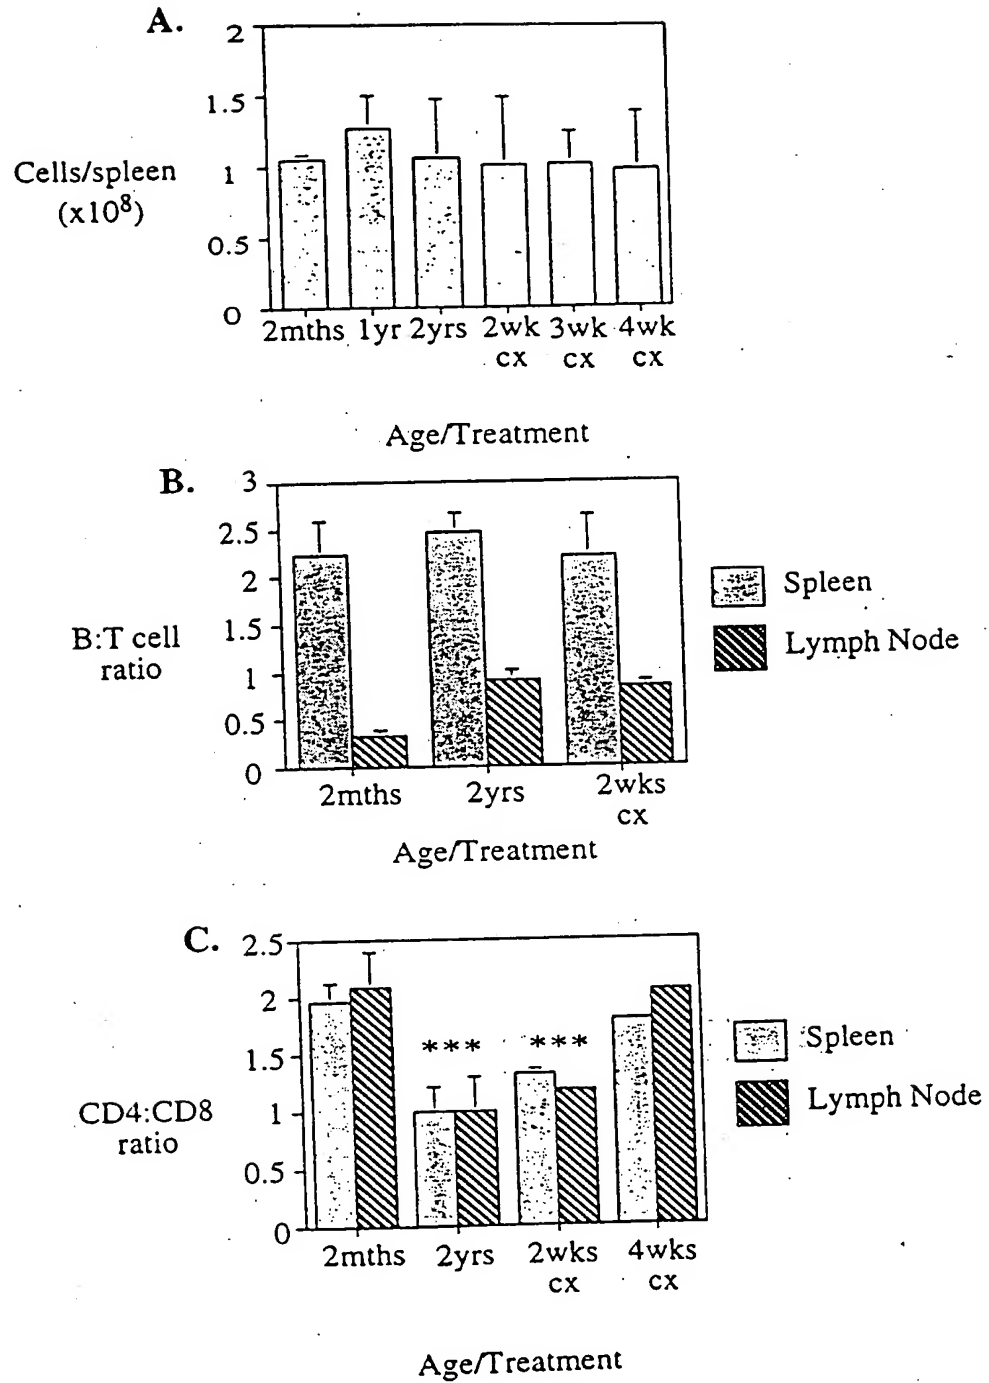 A.
2
1.5
1
0.5
0
Cells/spleen
(x10⁸)
2mths 1yr 2yrs 2wk 3wk 4wk
cx cx cx
Age/Treatment
B.
3
2.5
2
1.5
1
0.5
0
B:T cell
ratio
Spleen
Lymph Node
2mths 2yrs 2wks
cx
Age/Treatment
C.
2.5
2
1.5
1
0.5
0
CD4:CD8
ratio
*** ***
Spleen
Lymph Node
2mths 2yrs 2wks 4wks
cx cx
Age/Treatment